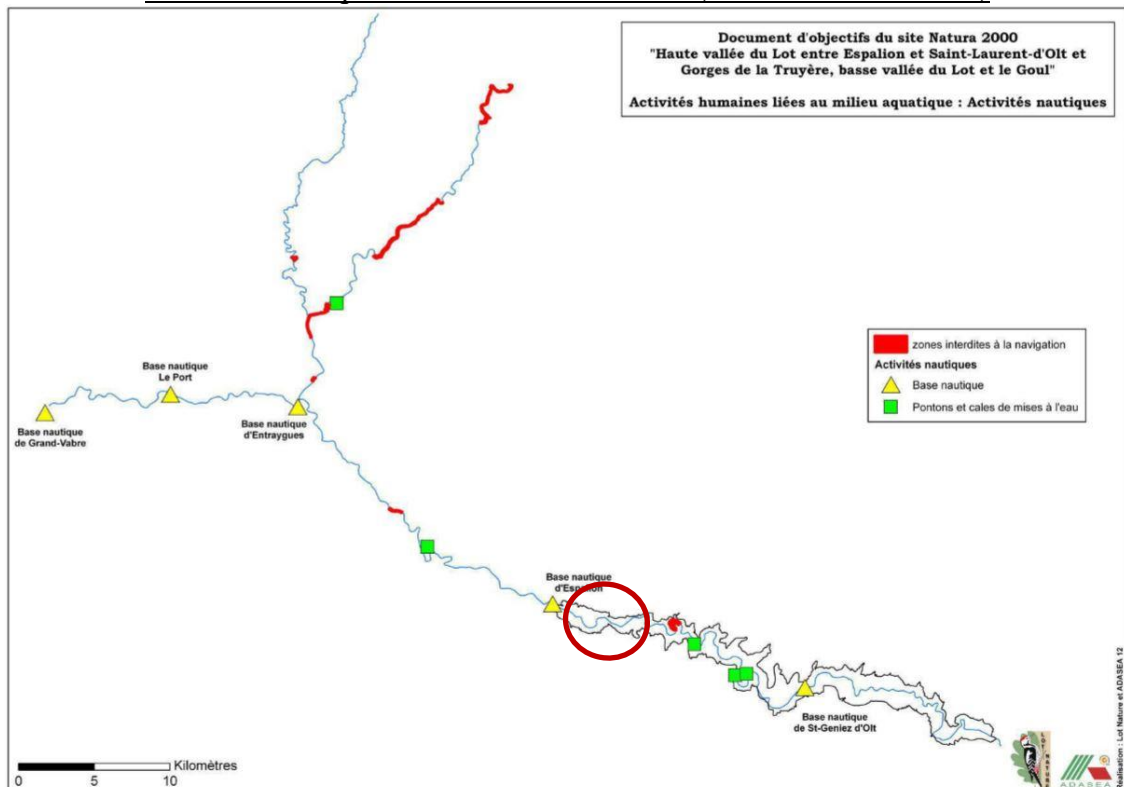 Document d'objectifs du site Natura 2000
"Haute vallée du Lot entre Espalion et Saint-Laurent-d'Olt et
Gorges de la Truyère, basse vallée du Lot et le Goul"
Activités humaines liées au milieu aquatique : Activités nautiques
zones interdites à la navigation
Activités nautiques
Base nautique
Pontons et cales de mises à l'eau
Base nautique
Le Port
Base nautique
de Grand-Vabre
Base nautique
d'Entraygues
Base nautique
d'Espalion
Base nautique
de St-Geniez d'Olt
Kilomètres
0 5 10
LOT NATURE
ADASEA
Réalisation : Lot Nature et ADASEA 12